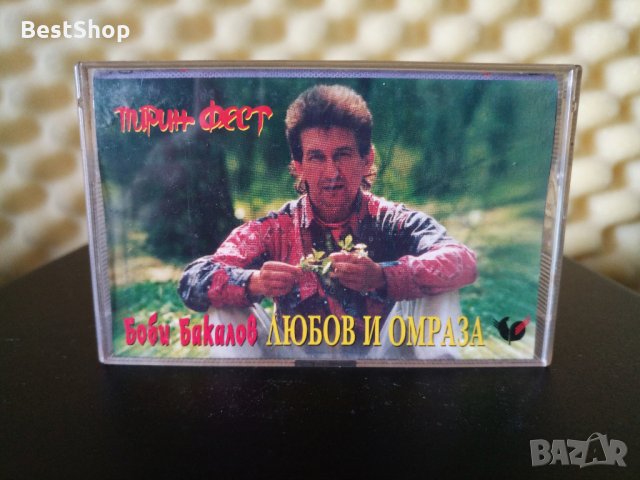 BestShop
ПИРИН ФЕСТ
Боби Бакалов ЛЮБОВ И ОМРАЗА
BAZAR